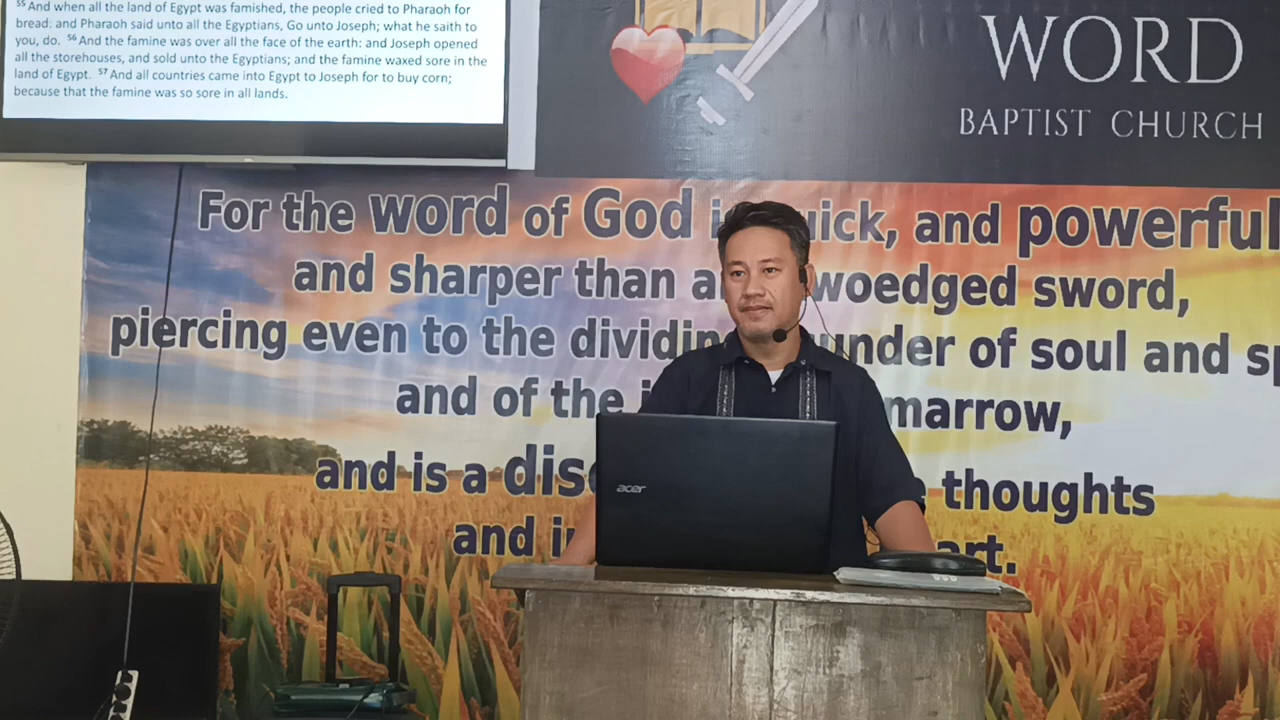 55 And when all the land of Egypt was famished, the people cried to Pharaoh for
bread: and Pharaoh said unto all the Egyptians, Go unto Joseph; what he saith to
you, do. 56 And the famine was over all the face of the earth: and Joseph opened
all the storehouses, and sold unto the Egyptians; and the famine waxed sore in the
land of Egypt. 57 And all countries came into Egypt to Joseph for to buy corn;
because that the famine was so sore in all lands.
WORD
BAPTIST CHURCH
For the word of God and powerful
and sharper than woedged sword,
piercing even to the dividing of soul and
and of the marrow,
and is a thoughts
and
acer